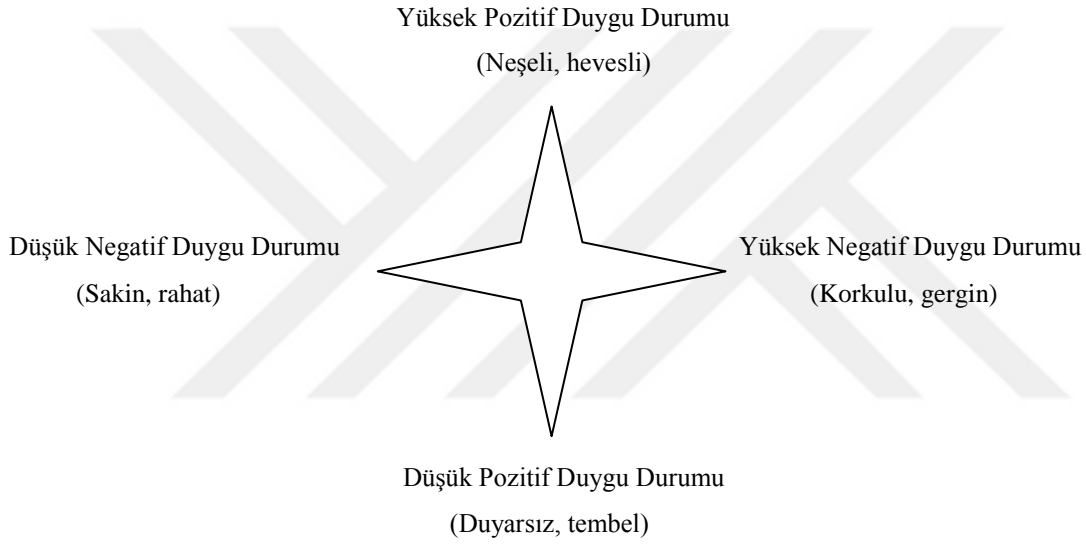 Yüksek Pozitif Duygu Durumu
(Neşeli, hevesli)
Düşük Negatif Duygu Durumu
(Sakin, rahat)
Yüksek Negatif Duygu Durumu
(Korkulu, gergin)
Düşük Pozitif Duygu Durumu
(Duyarsız, tembel)